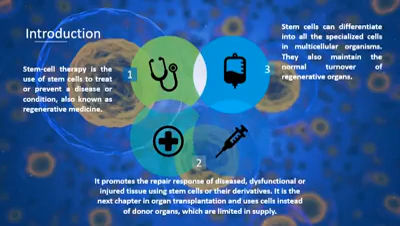 Introduction
Stem-cell therapy is the
use of stem cells to treat
or prevent a disease or
condition, also known as
regenerative medicine.
1
Stem cells can differentiate
into all the specialized cells
in multicellular organisms.
They also maintain the
normal turnover of
regenerative organs.
3
2
It promotes the repair response of diseased, dysfunctional or
injured tissue using stem cells or their derivatives. It is the
next chapter in organ transplantation and uses cells instead
of donor organs, which are limited in supply.